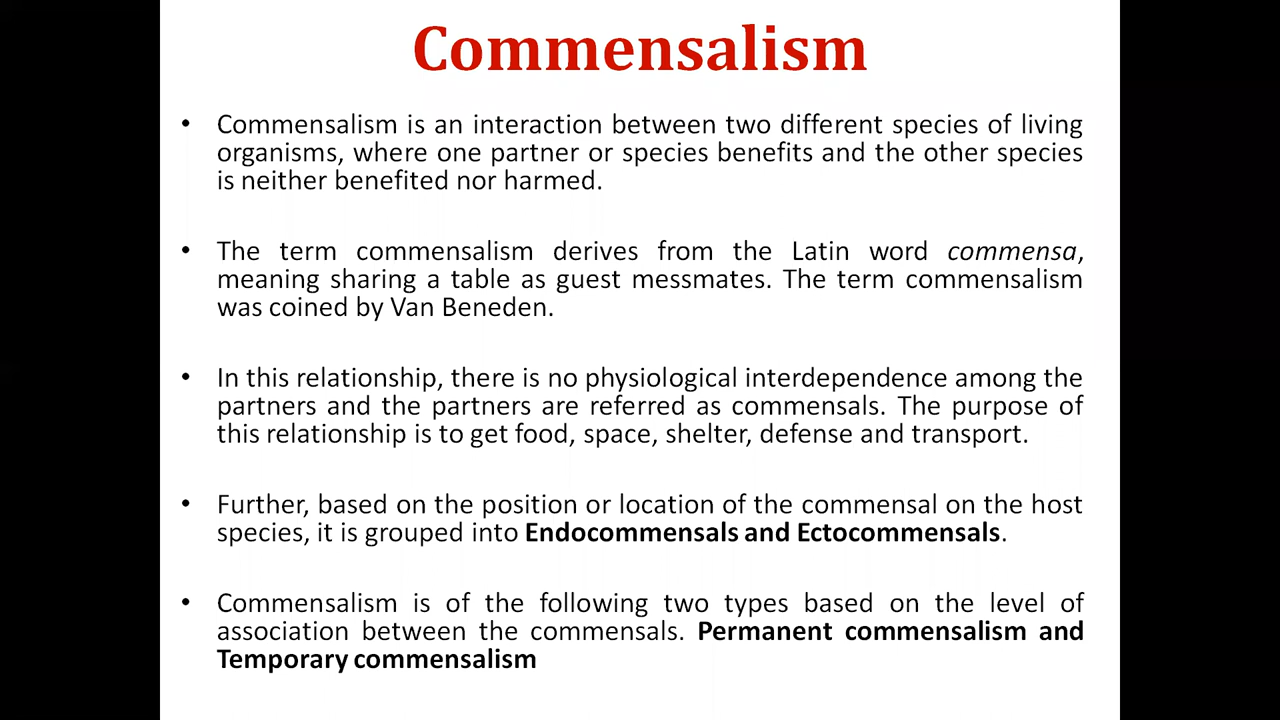 Commensalism
• Commensalism is an interaction between two different species of living
organisms, where one partner or species benefits and the other species
is neither benefited nor harmed.
• The term commensalism derives from the Latin word commensa,
meaning sharing a table as guest messmates. The term commensalism
was coined by Van Beneden.
• In this relationship, there is no physiological interdependence among the
partners and the partners are referred as commensals. The purpose of
this relationship is to get food, space, shelter, defense and transport.
• Further, based on the position or location of the commensal on the host
species, it is grouped into Endocommensals and Ectocommensals.
• Commensalism is of the following two types based on the level of
association between the commensals. Permanent commensalism and
Temporary commensalism